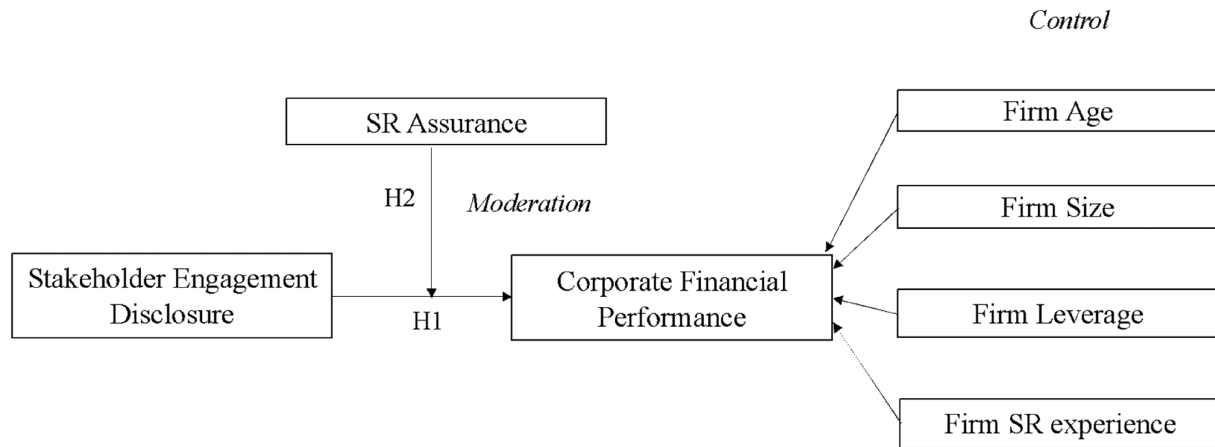 Control
SR Assurance
Firm Age
H2
Moderation
Firm Size
Stakeholder Engagement
Disclosure
H1
Corporate Financial
Performance
Firm Leverage
Firm SR experience